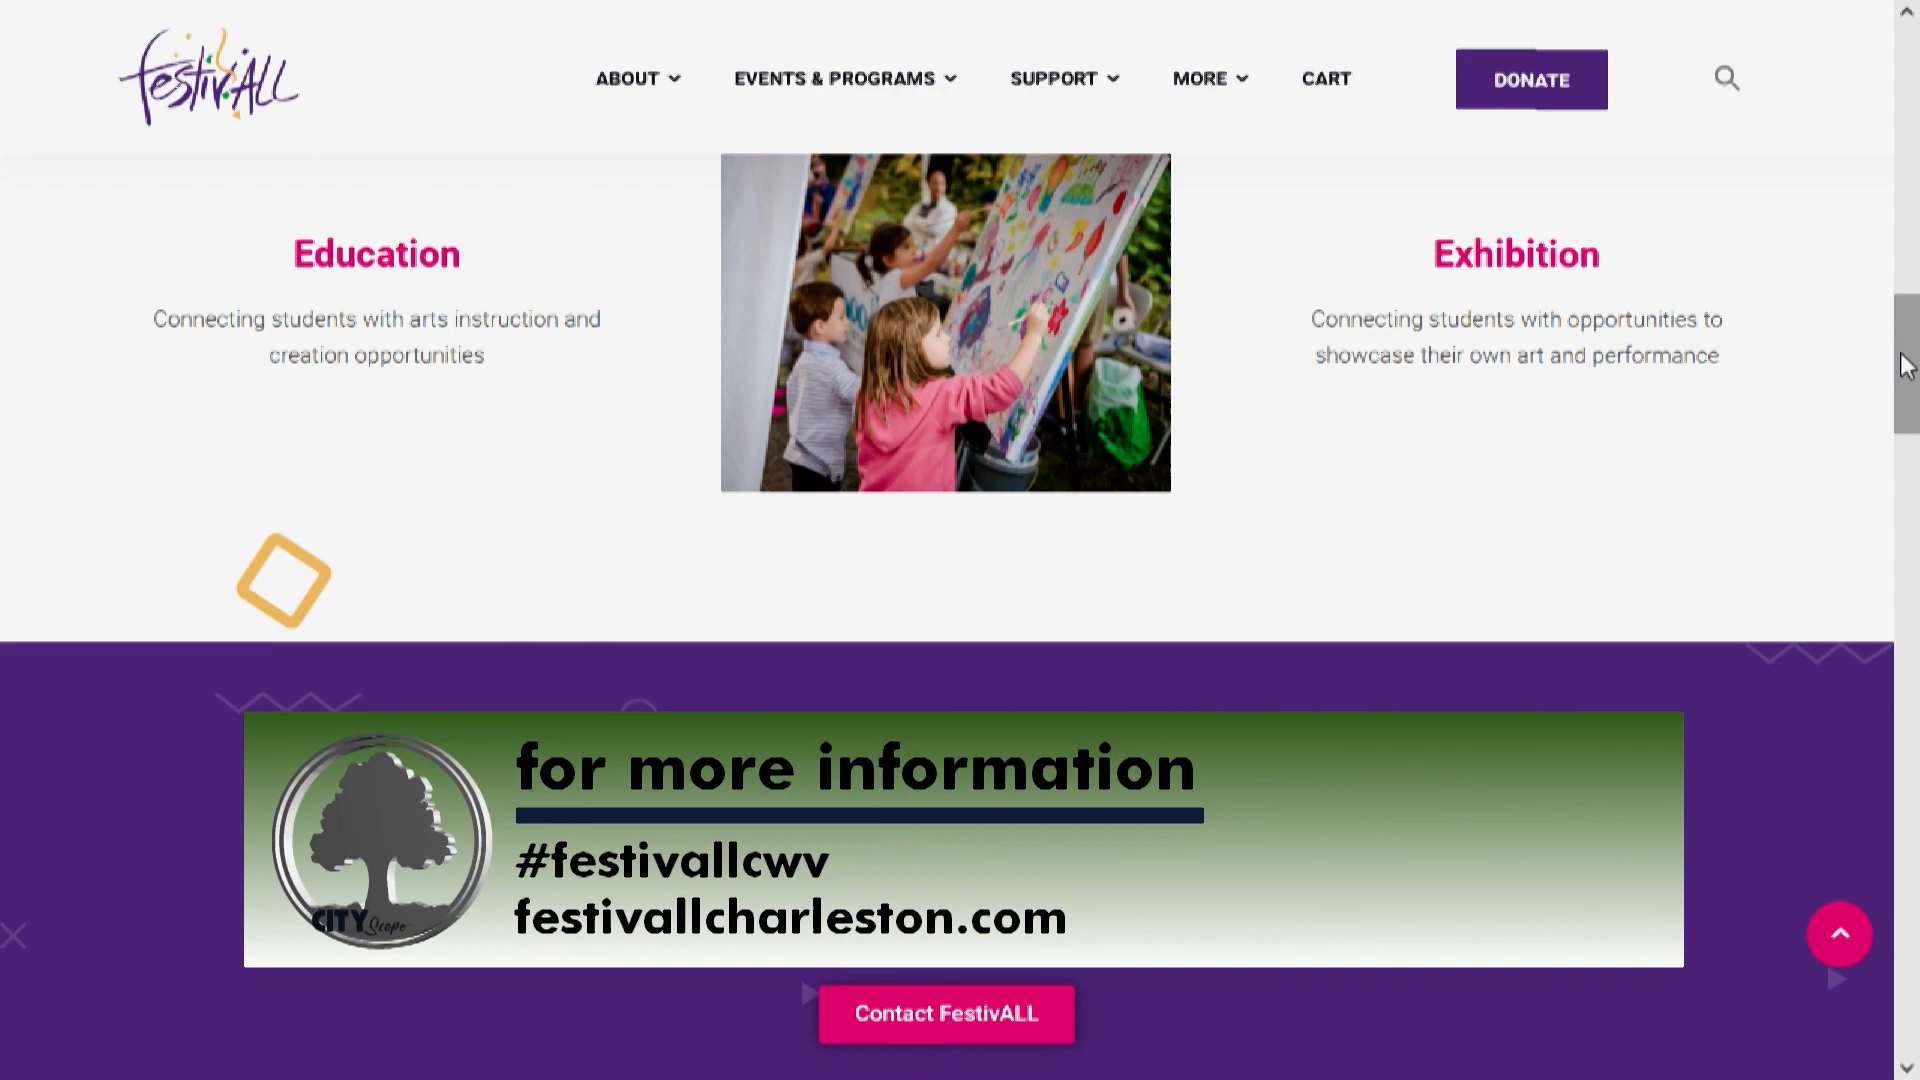 festivALL
ABOUT
EVENTS & PROGRAMS
SUPPORT
MORE
CART
DONATE
Education
Connecting students with arts instruction and
creation opportunities
Exhibition
Connecting students with opportunities to
showcase their own art and performance
for more information
#festivallcwv
festivallcharleston.com
CITY Scope
Contact FestivALL